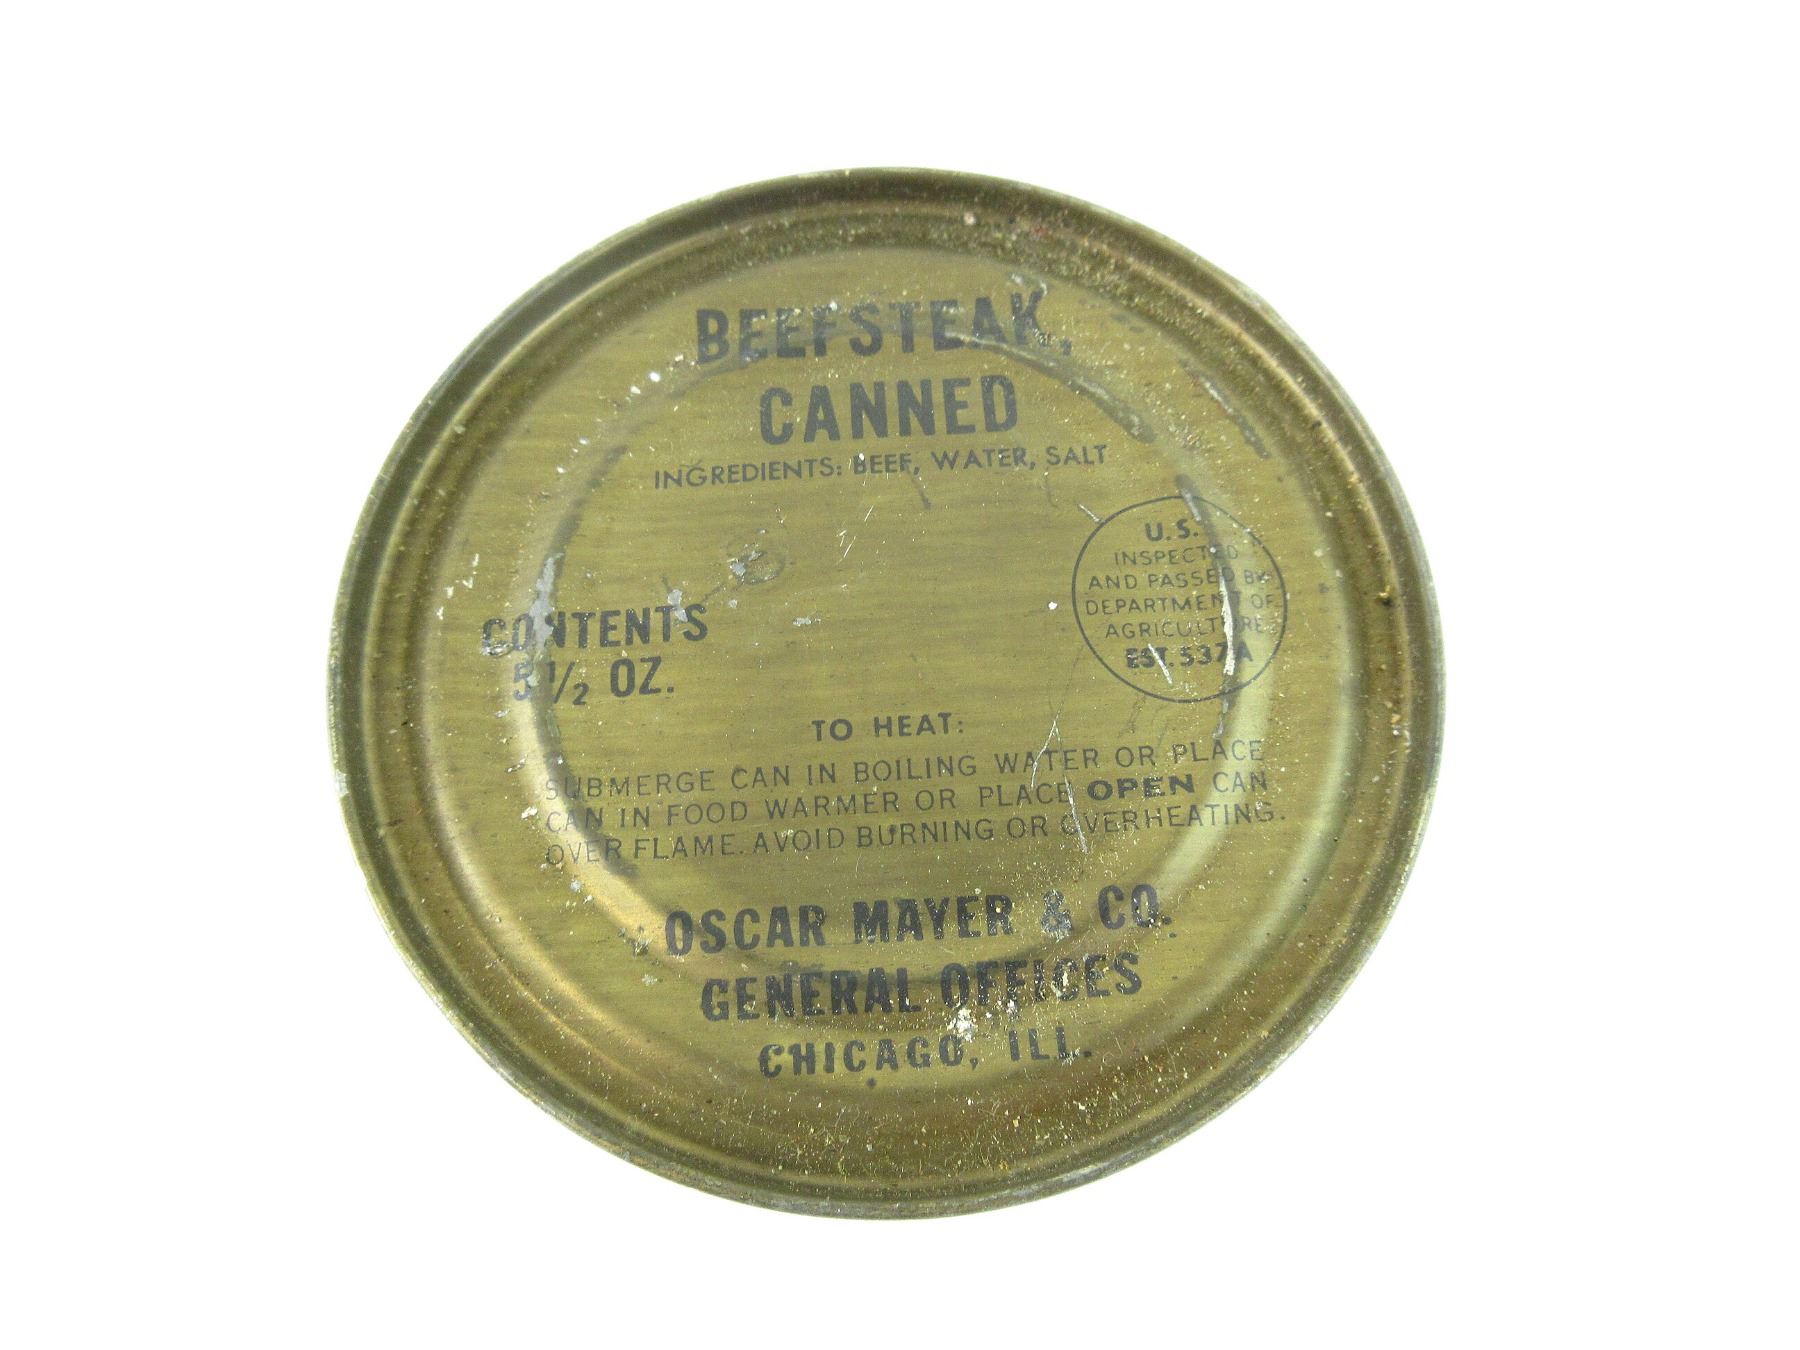 BEEFSTEAK,
CANNED
INGREDIENTS: BEEF, WATER, SALT
U.S.
INSPECTED
AND PASSED BY
DEPARTMENT OF
AGRICULTURE
EST. 537A
CONTENTS
5 1/2 OZ.
TO HEAT:
SUBMERGE CAN IN BOILING WATER OR PLACE
CAN IN FOOD WARMER OR PLACE OPEN CAN
OVER FLAME. AVOID BURNING OR OVERHEATING.
OSCAR MAYER & CO.
GENERAL OFFICES
CHICAGO, ILL.